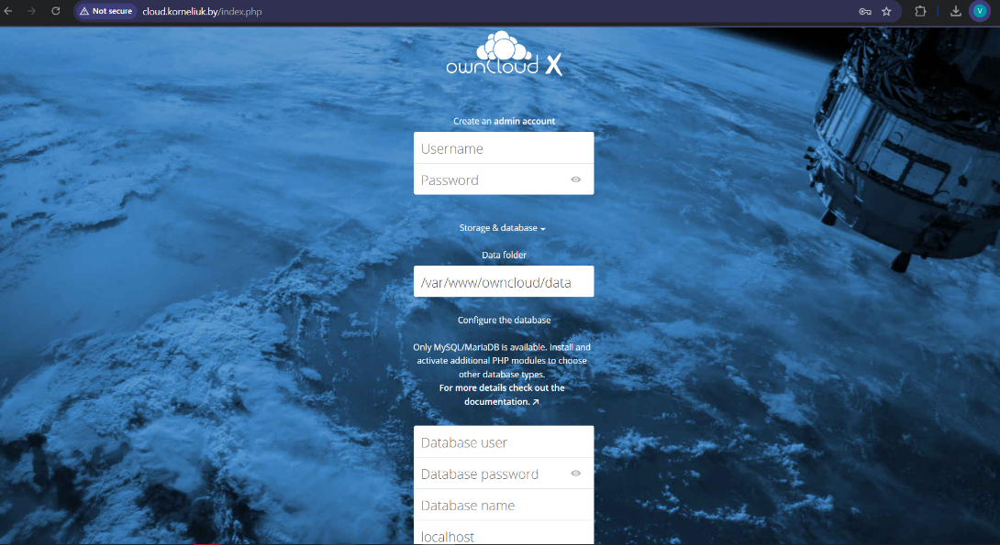 Not secure
cloud.korneliuk.by/index.php
V
ownCloud X
Create an admin account
Username
Password
Storage & database
Data folder
/var/www/owncloud/data
Configure the database
Only MySQL/MariaDB is available. Install and
activate additional PHP modules to choose
other database types.
For more details check out the
documentation. ↗
Database user
Database password
Database name
localhost